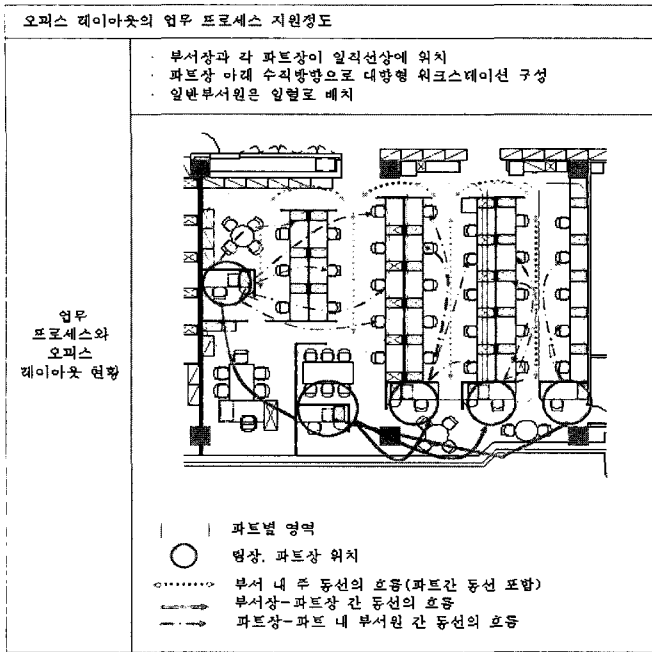 오피스 레이아웃의 업무 프로세스 지원정도
· 부서장과 각 파트장이 일직선상에 위치
· 파트장 아래 수직방향으로 대향형 워크스테이션 구성
· 일반부서원은 일렬로 배치
업무
프로세스와
오피스
레이아웃 현황
파트별 영역
팀장, 파트장 위치
부서 내 주 동선의 흐름(파트간 동선 포함)
부서장-파트장 간 동선의 흐름
파트장-파트 내 부서원 간 동선의 흐름